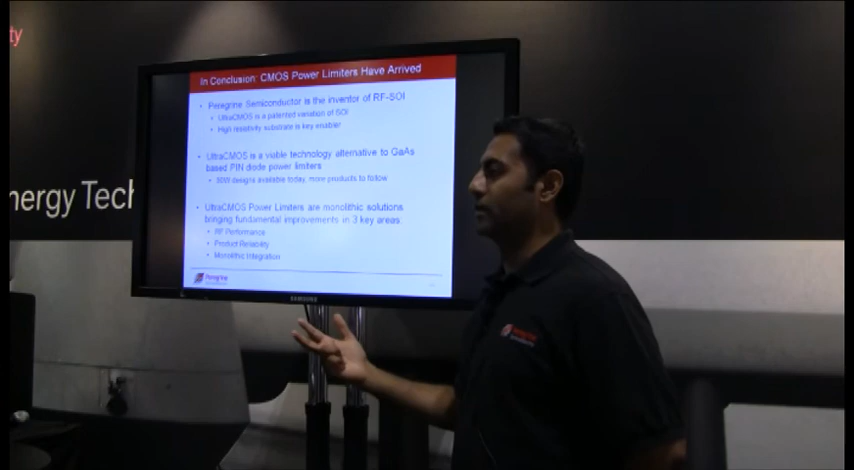 ty
In Conclusion: CMOS Power Limiters Have Arrived
• Peregrine Semiconductor is the inventor of RF-SOI
• UltraCMOS is a patented variation of SOI
• High resistivity substrate is key enabler
• UltraCMOS is a viable technology alternative to GaAs
based PIN diode power limiters
• 50W designs available today, more products to follow
• UltraCMOS Power Limiters are monolithic solutions
bringing fundamental improvements in 3 key areas:
• RF Performance
• Product Reliability
• Monolithic Integration
Peregrine
nergy Tech
SAMSUNG